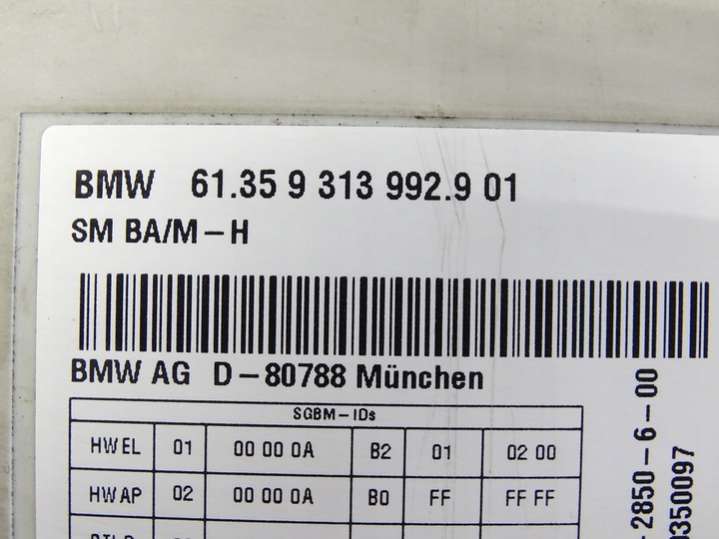 BMW 61.35 9 313 992.9 01
SM BA/M-H
BMW AG D-80788 München
SGBM-IDs
HWEL 01 00 00 0A B2 01 02 00
HWAP 02 00 00 0A B0 FF FF FF
2850-6-00
0350097